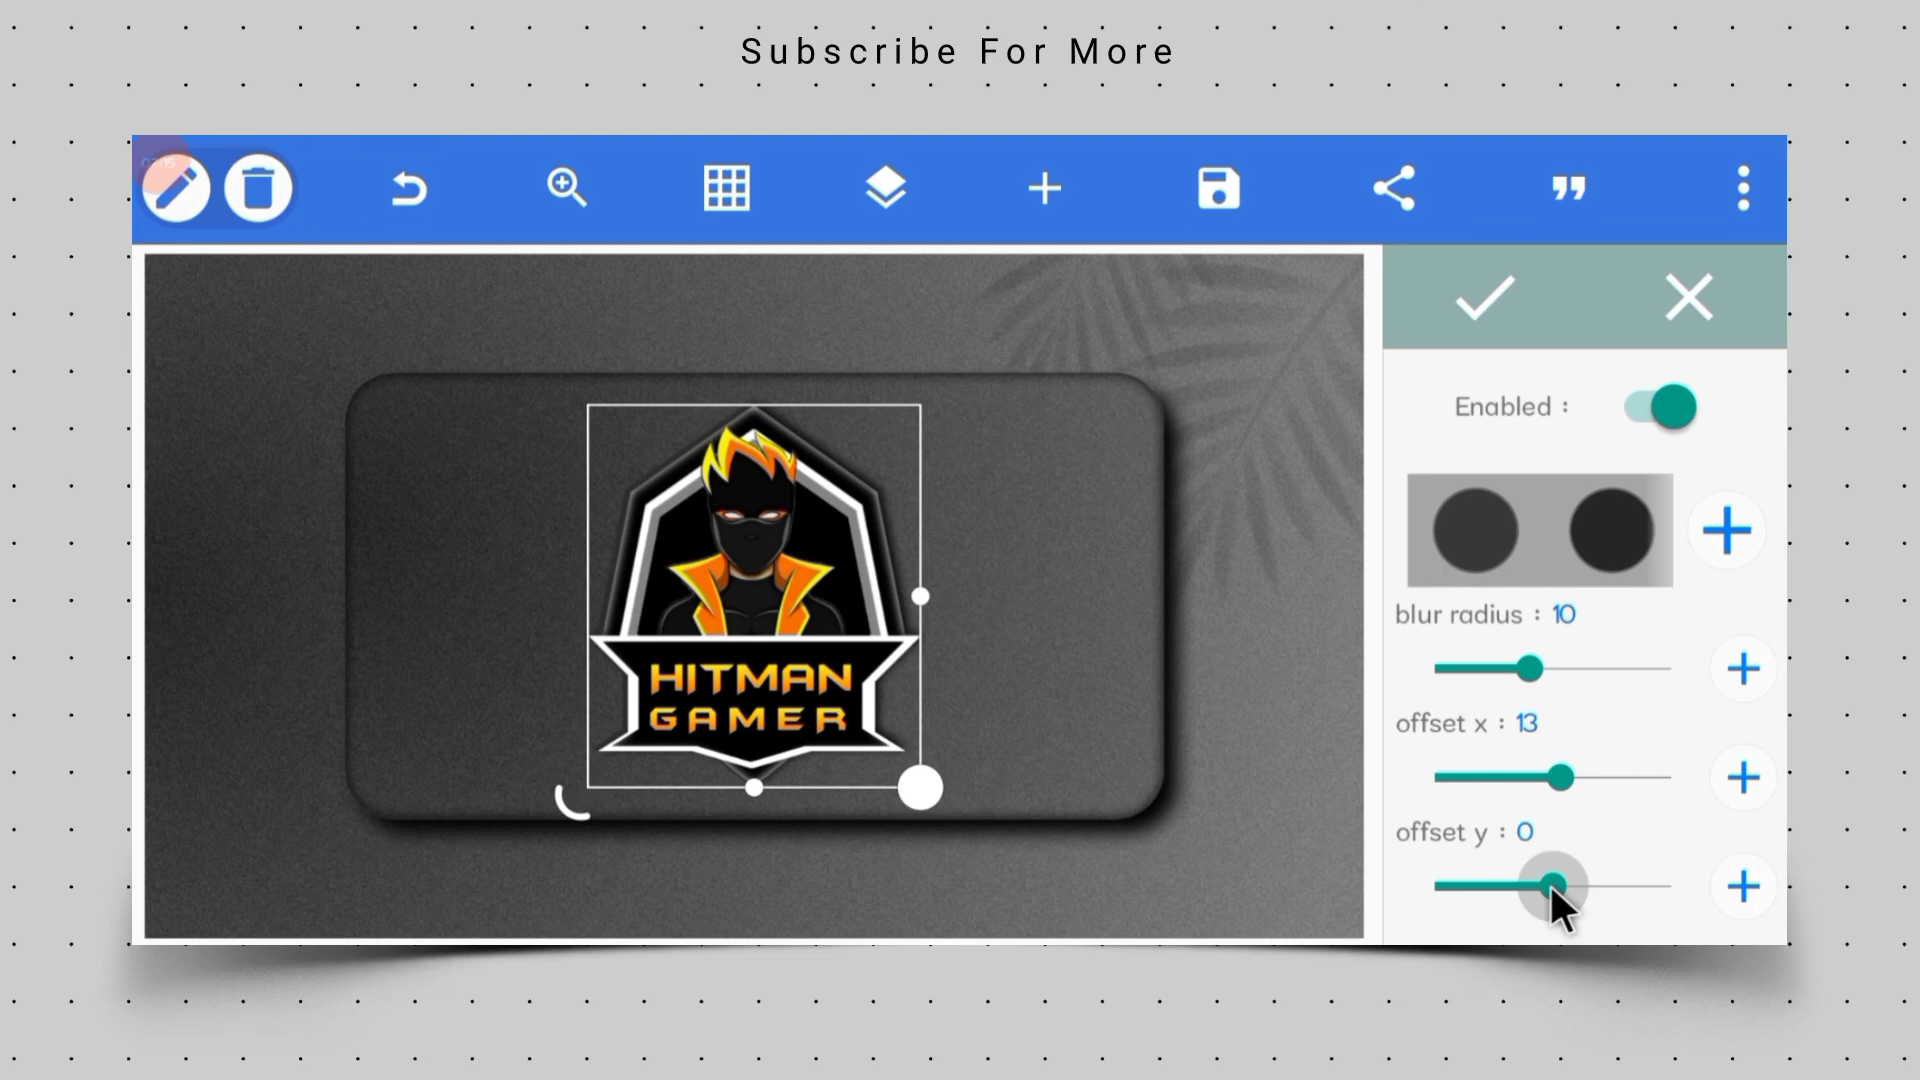 Subscribe For More
Enabled :
blur radius : 10
offset x : 13
offset y : 0
HITMAN
GAMER